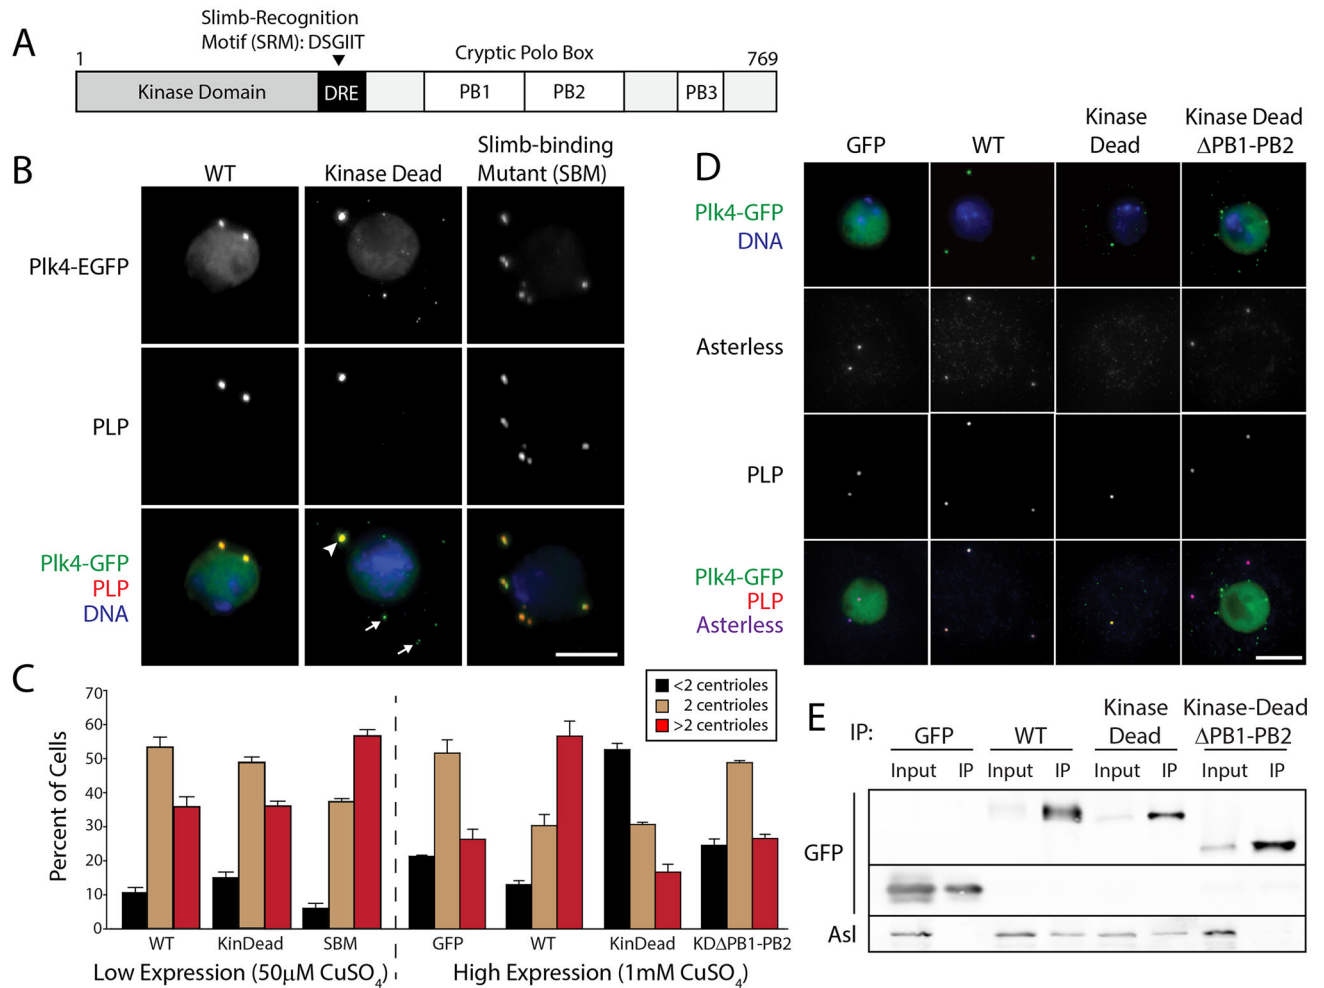 A
Slimb-Recognition
Motif (SRM): DSGIIT
1
Cryptic Polo Box
769
Kinase Domain
DRE
PB1
PB2
PB3
B
WT
Kinase Dead
Slimb-binding
Mutant (SBM)
Plk4-EGFP
PLP
Plk4-GFP
PLP
DNA
C
<2 centrioles
2 centrioles
>2 centrioles
Percent of Cells
70
60
50
40
30
20
10
0
WT
KinDead
SBM
GFP
WT
KinDead
KDΔPB1-PB2
Low Expression (50μM CuSO4)
High Expression (1mM CuSO4)
D
GFP
WT
Kinase
Dead
Kinase Dead
ΔPB1-PB2
Plk4-GFP
DNA
Asterless
PLP
Plk4-GFP
PLP
Asterless
E
IP:
GFP
WT
Kinase
Dead
Kinase-Dead
ΔPB1-PB2
Input IP Input IP Input IP Input IP
GFP
Asl